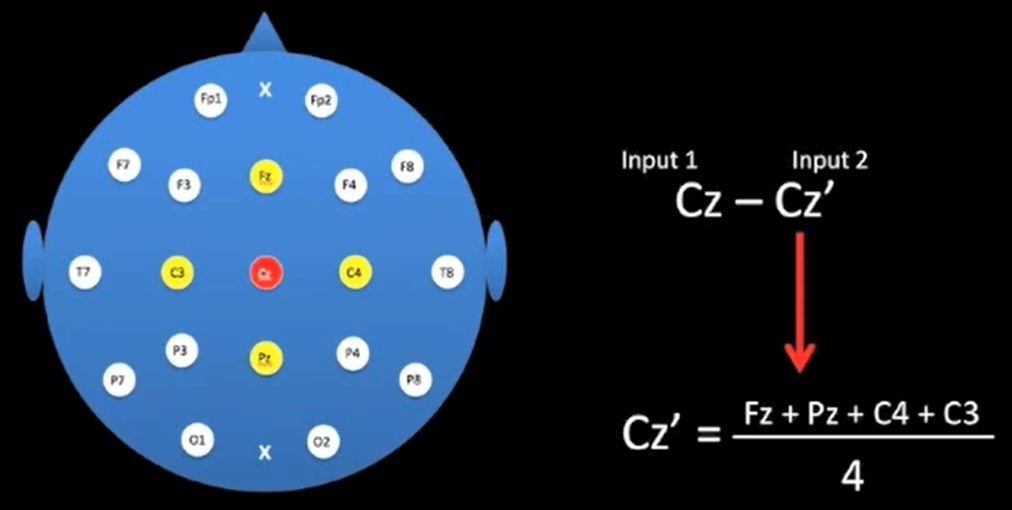 Fp1 X Fp2
F7 F3 Fz F4 F8
T7 C3 Cz C4 T8
P7 P3 Pz P4 P8
O1 X O2
Input 1 Input 2
Cz – Cz′
Cz′ = Fz + Pz + C4 + C3
4